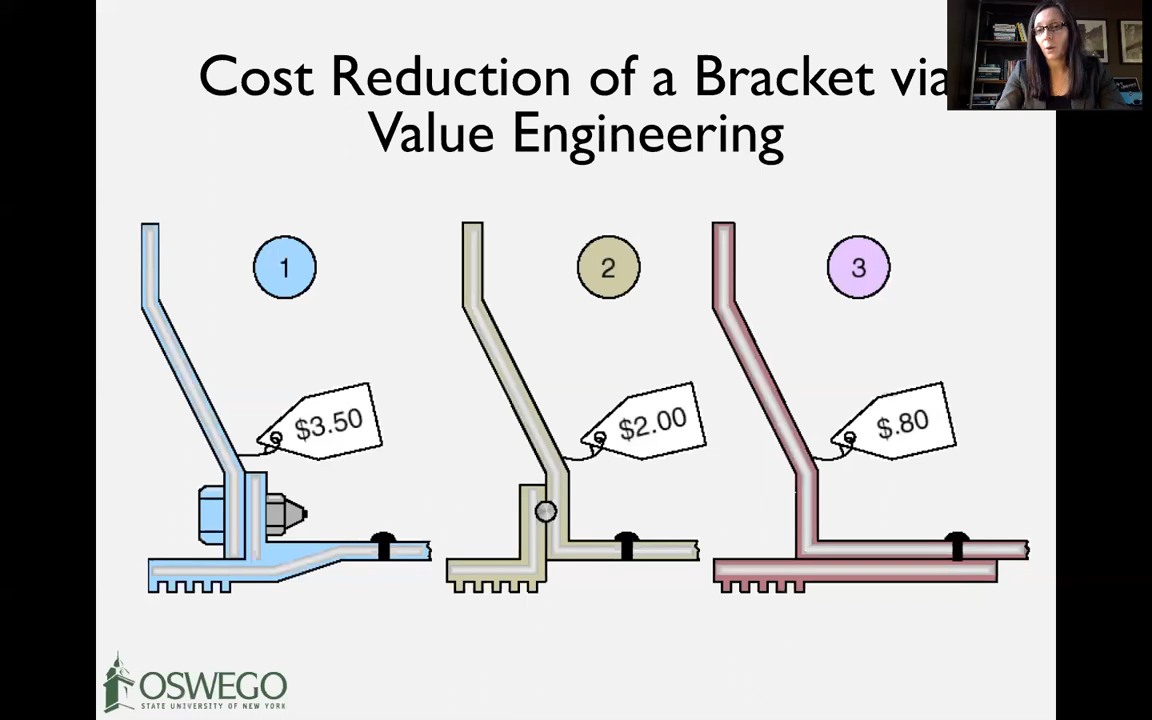 Cost Reduction of a Bracket via
Value Engineering
1
2
3
$3.50
$2.00
$.80
OSWEGO
STATE UNIVERSITY OF NEW YORK